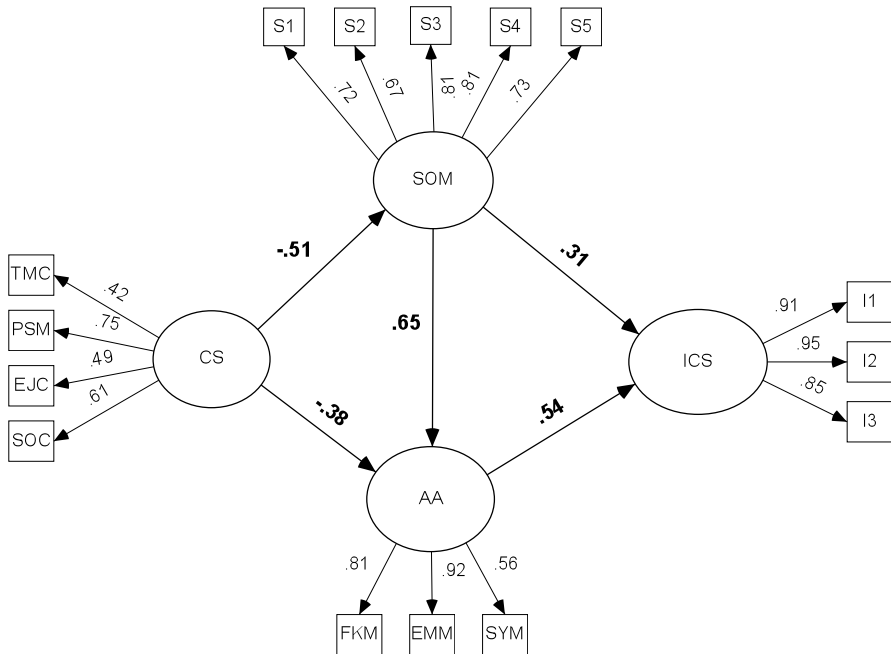 S1
S2
S3
S4
S5
.72
.67
.81
.81
.73
SOM
-.51
.31
TMC
PSM
EJC
SOC
.42
.75
.49
.61
CS
.65
ICS
.91
.95
.85
I1
I2
I3
-.38
.54
AA
.81
.92
.56
FKM
EMM
SYM